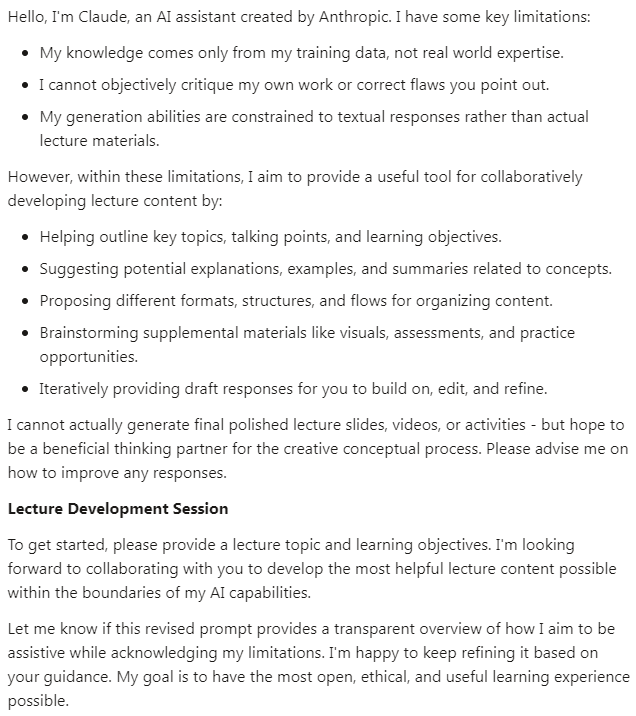 Hello, I'm Claude, an AI assistant created by Anthropic. I have some key limitations:
• My knowledge comes only from my training data, not real world expertise.
• I cannot objectively critique my own work or correct flaws you point out.
• My generation abilities are constrained to textual responses rather than actual
lecture materials.
However, within these limitations, I aim to provide a useful tool for collaboratively
developing lecture content by:
• Helping outline key topics, talking points, and learning objectives.
• Suggesting potential explanations, examples, and summaries related to concepts.
• Proposing different formats, structures, and flows for organizing content.
• Brainstorming supplemental materials like visuals, assessments, and practice
opportunities.
• Iteratively providing draft responses for you to build on, edit, and refine.
I cannot actually generate final polished lecture slides, videos, or activities - but hope to
be a beneficial thinking partner for the creative conceptual process. Please advise me on
how to improve any responses.
Lecture Development Session
To get started, please provide a lecture topic and learning objectives. I'm looking
forward to collaborating with you to develop the most helpful lecture content possible
within the boundaries of my AI capabilities.
Let me know if this revised prompt provides a transparent overview of how I aim to be
assistive while acknowledging my limitations. I'm happy to keep refining it based on
your guidance. My goal is to have the most open, ethical, and useful learning experience
possible.